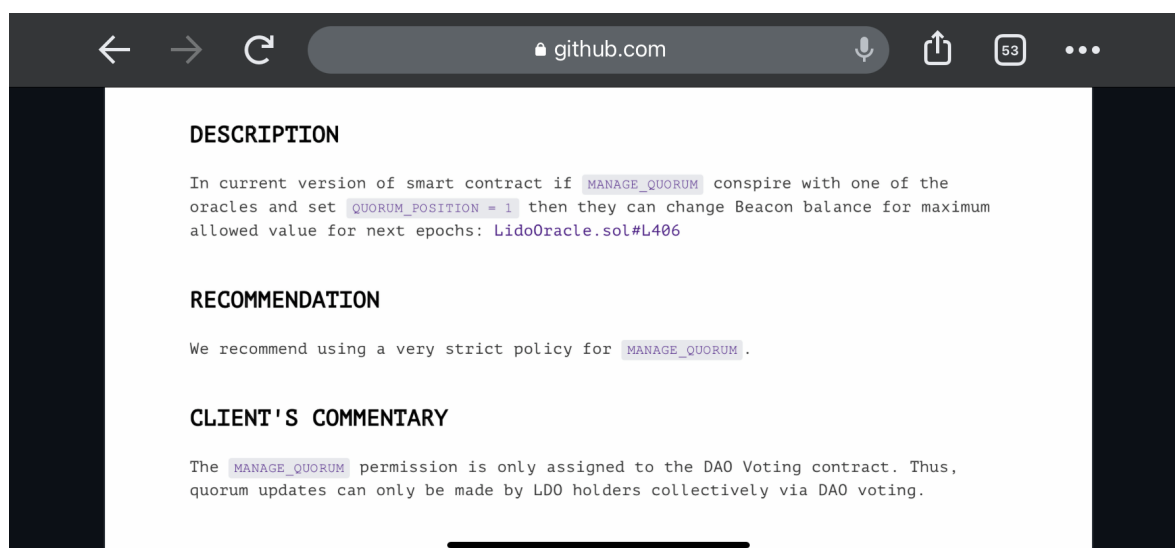 github.com
53
DESCRIPTION
In current version of smart contract if MANAGE_QUORUM conspire with one of the
oracles and set QUORUM_POSITION = 1 then they can change Beacon balance for maximum
allowed value for next epochs: LidoOracle.sol#L406
RECOMMENDATION
We recommend using a very strict policy for MANAGE_QUORUM.
CLIENT'S COMMENTARY
The MANAGE_QUORUM permission is only assigned to the DAO Voting contract. Thus,
quorum updates can only be made by LDO holders collectively via DAO voting.